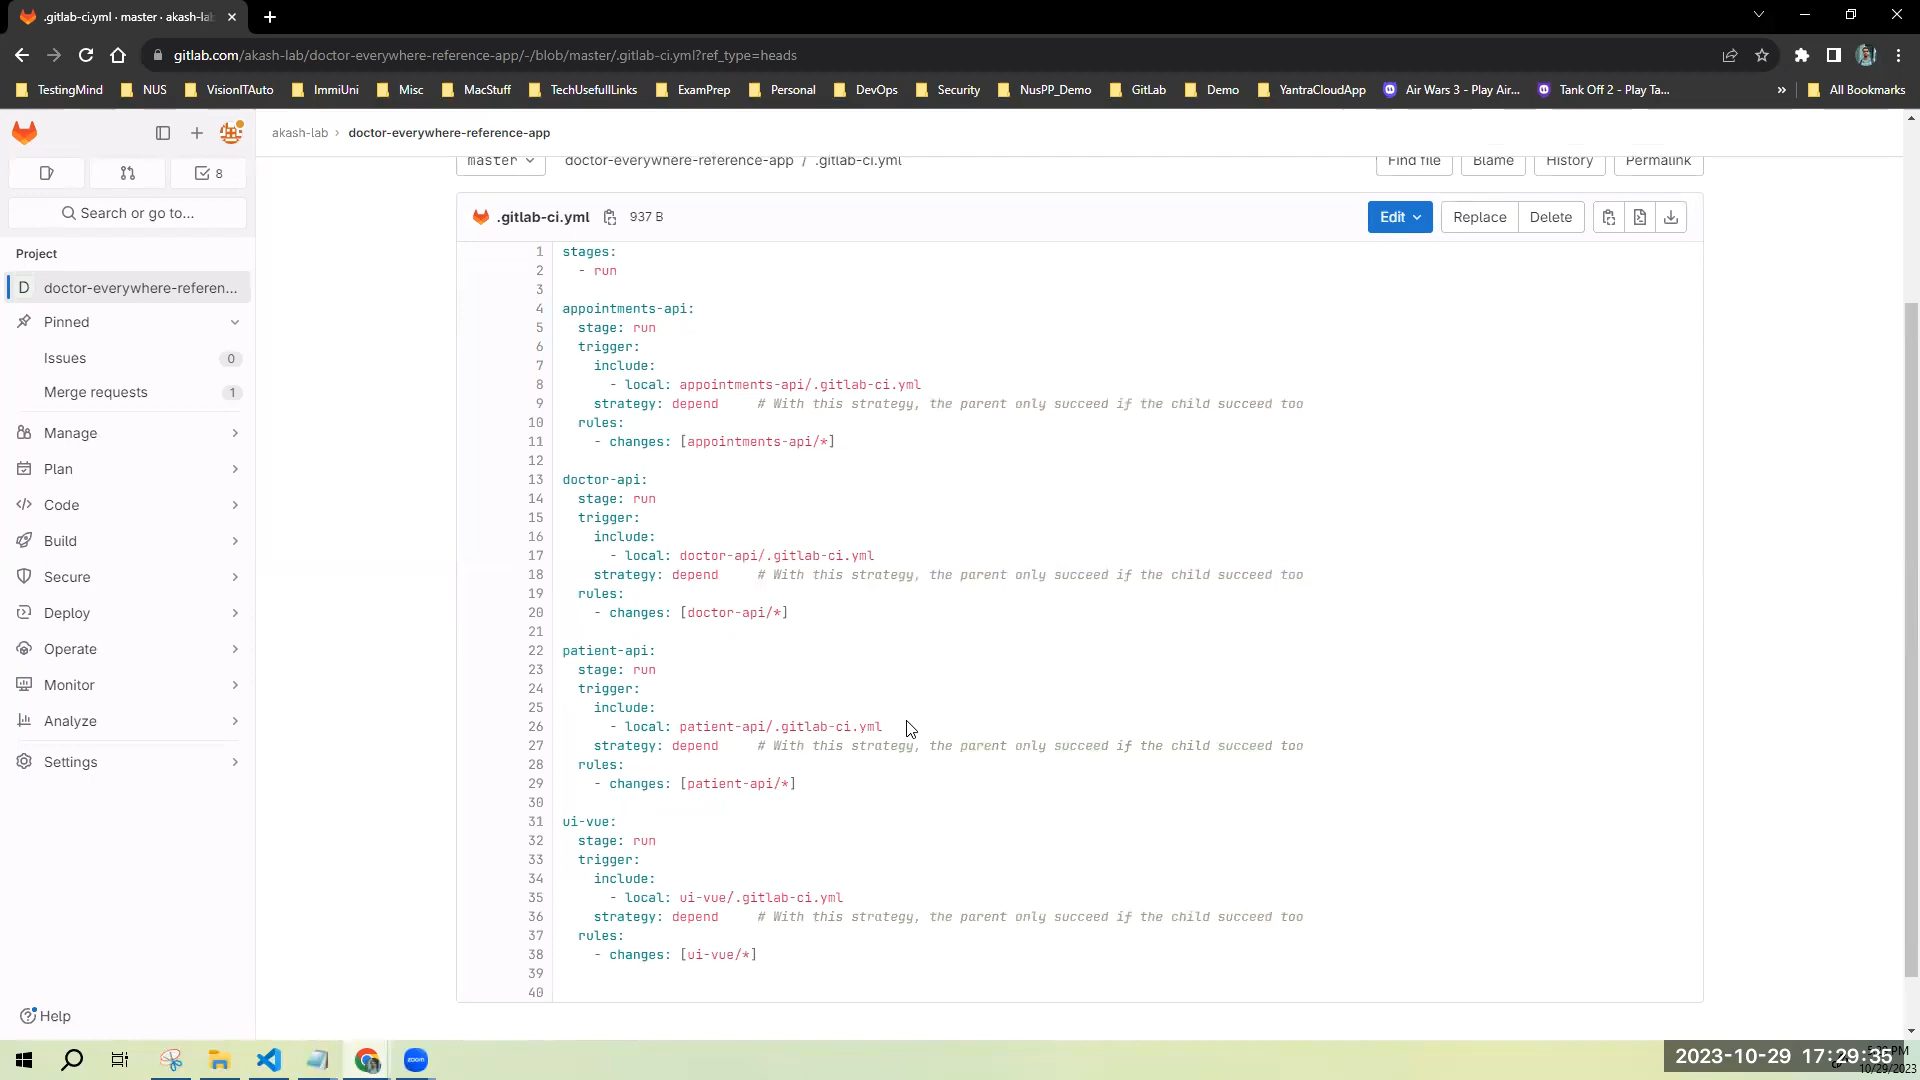 .gitlab-ci.yml · master · akash-lab
gitlab.com/akash-lab/doctor-everywhere-reference-app/-/blob/master/.gitlab-ci.yml?ref_type=heads
TestingMind NUS VisionITAuto ImmiUni Misc MacStuff TechUsefullLinks ExamPrep Personal DevOps Security NusPP_Demo GitLab Demo YantraCloudApp Air Wars 3 - Play Air... Tank Off 2 - Play Ta... » All Bookmarks
akash-lab › doctor-everywhere-reference-app
8
Search or go to...
Project
D doctor-everywhere-referen...
Pinned
Issues 0
Merge requests 1
Manage
Plan
Code
Build
Secure
Deploy
Operate
Monitor
Analyze
Settings
Help
master doctor-everywhere-reference-app / .gitlab-ci.yml Find file Blame History Permalink
.gitlab-ci.yml 937 B Edit Replace Delete
1 stages:
2 - run
3
4 appointments-api:
5 stage: run
6 trigger:
7 include:
8 - local: appointments-api/.gitlab-ci.yml
9 strategy: depend # With this strategy, the parent only succeed if the child succeed too
10 rules:
11 - changes: [appointments-api/*]
12
13 doctor-api:
14 stage: run
15 trigger:
16 include:
17 - local: doctor-api/.gitlab-ci.yml
18 strategy: depend # With this strategy, the parent only succeed if the child succeed too
19 rules:
20 - changes: [doctor-api/*]
21
22 patient-api:
23 stage: run
24 trigger:
25 include:
26 - local: patient-api/.gitlab-ci.yml
27 strategy: depend # With this strategy, the parent only succeed if the child succeed too
28 rules:
29 - changes: [patient-api/*]
30
31 ui-vue:
32 stage: run
33 trigger:
34 include:
35 - local: ui-vue/.gitlab-ci.yml
36 strategy: depend # With this strategy, the parent only succeed if the child succeed too
37 rules:
38 - changes: [ui-vue/*]
39
40
zoom
2023-10-29 17:29:35
10/29/2023